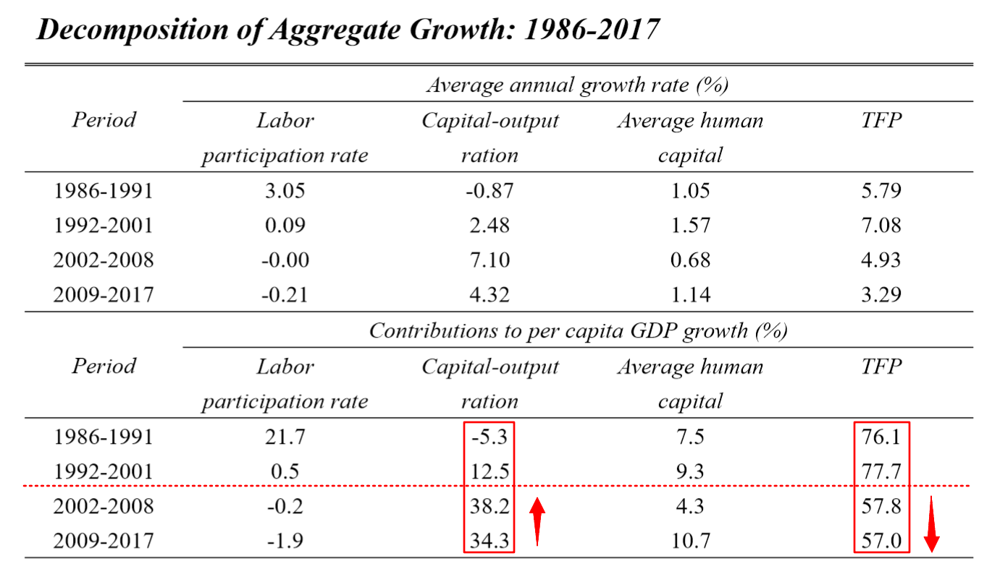 Decomposition of Aggregate Growth: 1986-2017
Average annual growth rate (%)
Period Labor Capital-output Average human TFP
participation rate ration capital
1986-1991 3.05 -0.87 1.05 5.79
1992-2001 0.09 2.48 1.57 7.08
2002-2008 -0.00 7.10 0.68 4.93
2009-2017 -0.21 4.32 1.14 3.29
Contributions to per capita GDP growth (%)
Period Labor Capital-output Average human TFP
participation rate ration capital
1986-1991 21.7 -5.3 7.5 76.1
1992-2001 0.5 12.5 9.3 77.7
2002-2008 -0.2 38.2 4.3 57.8
2009-2017 -1.9 34.3 10.7 57.0